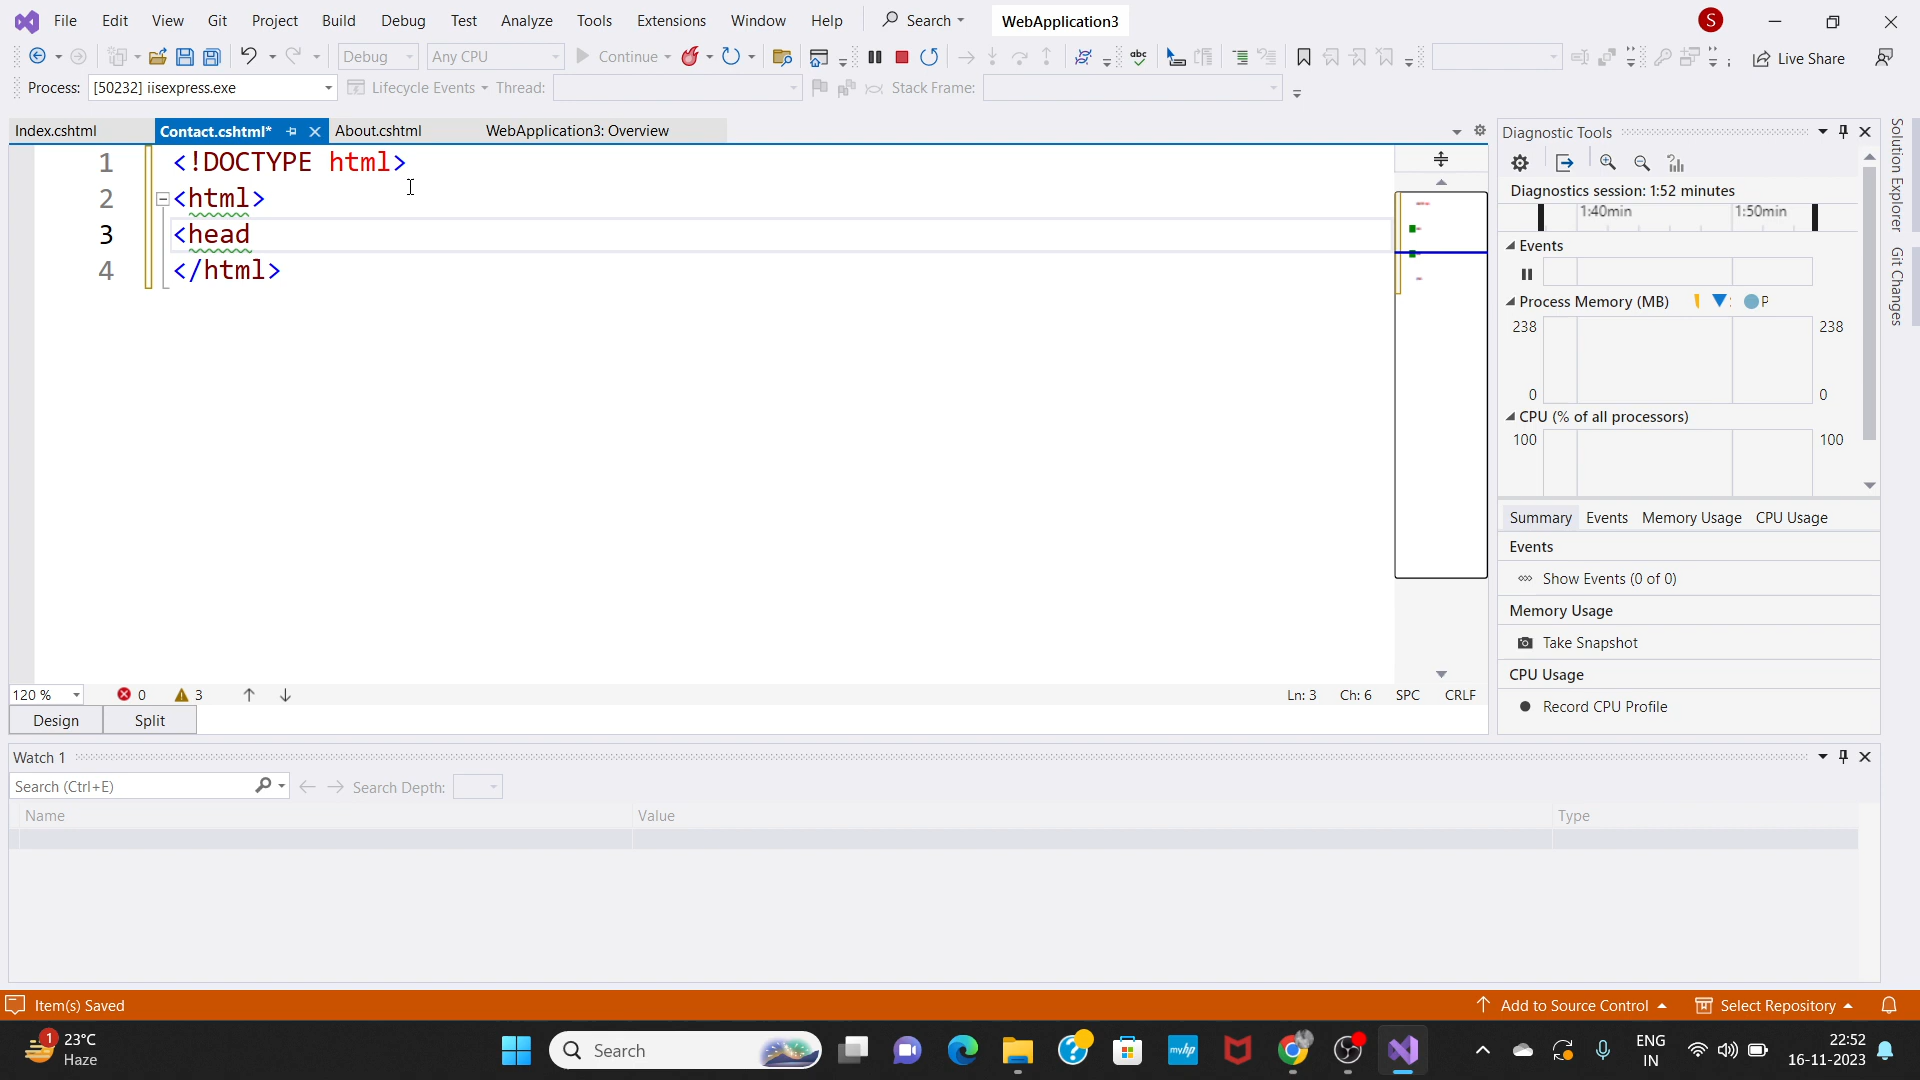 File Edit View Git Project Build Debug Test Analyze Tools Extensions Window Help Search WebApplication3 S
Debug Any CPU Continue Live Share
Process: [50232] iisexpress.exe Lifecycle Events Thread: Stack Frame:
Index.cshtml Contact.cshtml* About.cshtml WebApplication3: Overview
1 <!DOCTYPE html>
2 <html>
3 <head
4 </html>
120 % 0 3 Ln: 3 Ch: 6 SPC CRLF
Design Split
Diagnostic Tools
Diagnostics session: 1:52 minutes
1:40min 1:50min
Events
Process Memory (MB) P
238 238
0 0
CPU (% of all processors)
100 100
Summary Events Memory Usage CPU Usage
Events
Show Events (0 of 0)
Memory Usage
Take Snapshot
CPU Usage
Record CPU Profile
Solution Explorer
Git Changes
Watch 1
Search (Ctrl+E) Search Depth:
Name Value Type
Item(s) Saved Add to Source Control Select Repository
1 23°C
Haze
Search
myhp
ENG
IN
22:52
16-11-2023